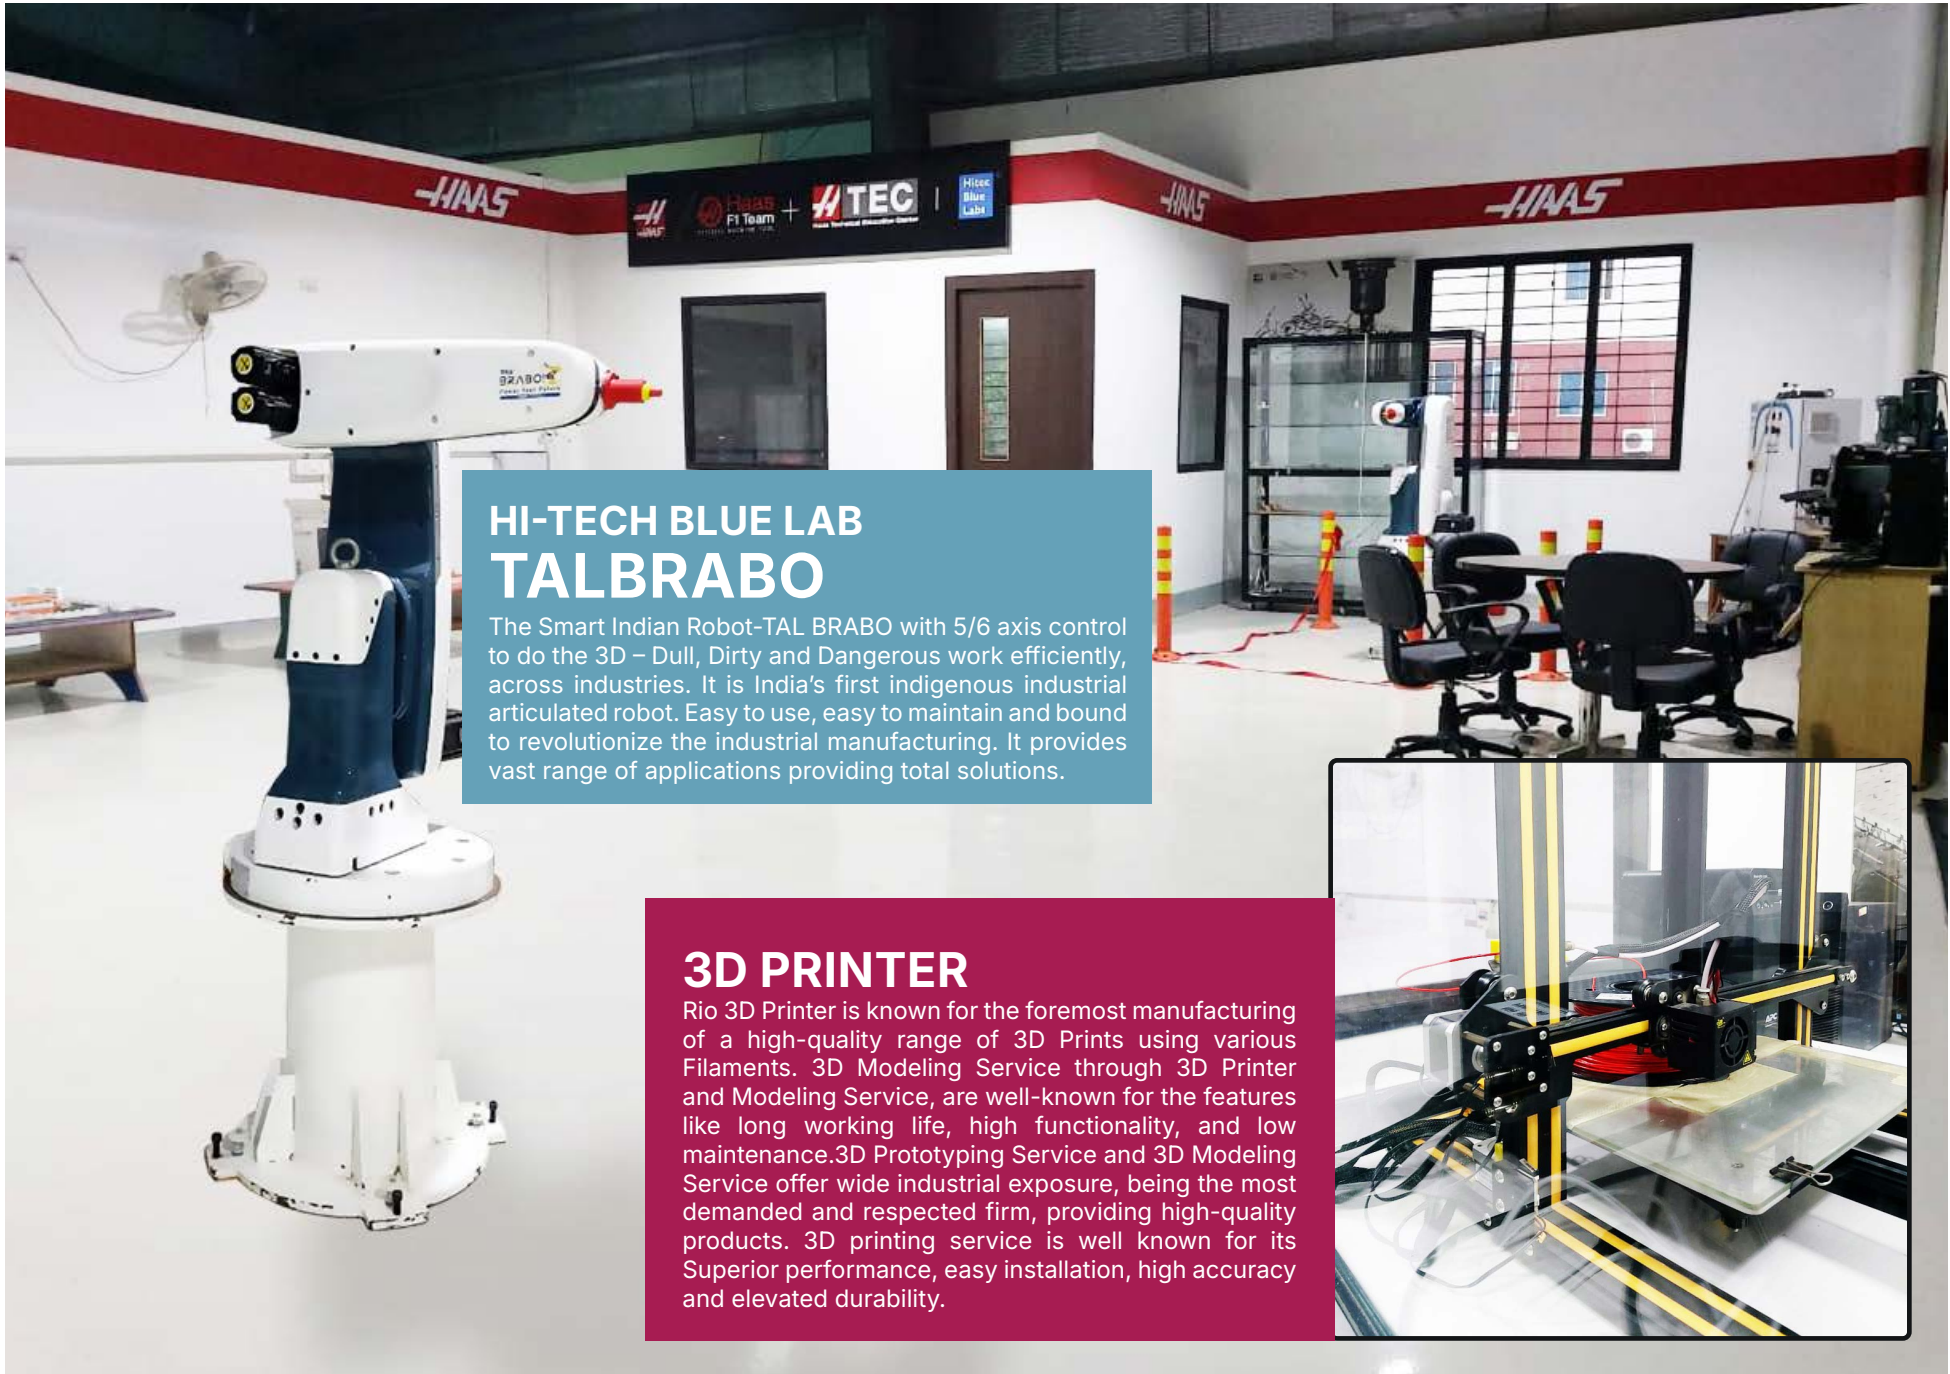 HAAS
HAAS
Haas
F1 Team
+
TEC
Haas Technical Education Center
|
Hitec
Blue
Labs
HAAS
HAAS
BRABO
HI-TECH BLUE LAB
TALBRABO
The Smart Indian Robot-TAL BRABO with 5/6 axis control
to do the 3D – Dull, Dirty and Dangerous work efficiently,
across industries. It is India’s first indigenous industrial
articulated robot. Easy to use, easy to maintain and bound
to revolutionize the industrial manufacturing. It provides
vast range of applications providing total solutions.
3D PRINTER
Rio 3D Printer is known for the foremost manufacturing
of a high-quality range of 3D Prints using various
Filaments. 3D Modeling Service through 3D Printer
and Modeling Service, are well-known for the features
like long working life, high functionality, and low
maintenance.3D Prototyping Service and 3D Modeling
Service offer wide industrial exposure, being the most
demanded and respected firm, providing high-quality
products. 3D printing service is well known for its
Superior performance, easy installation, high accuracy
and elevated durability.
APC